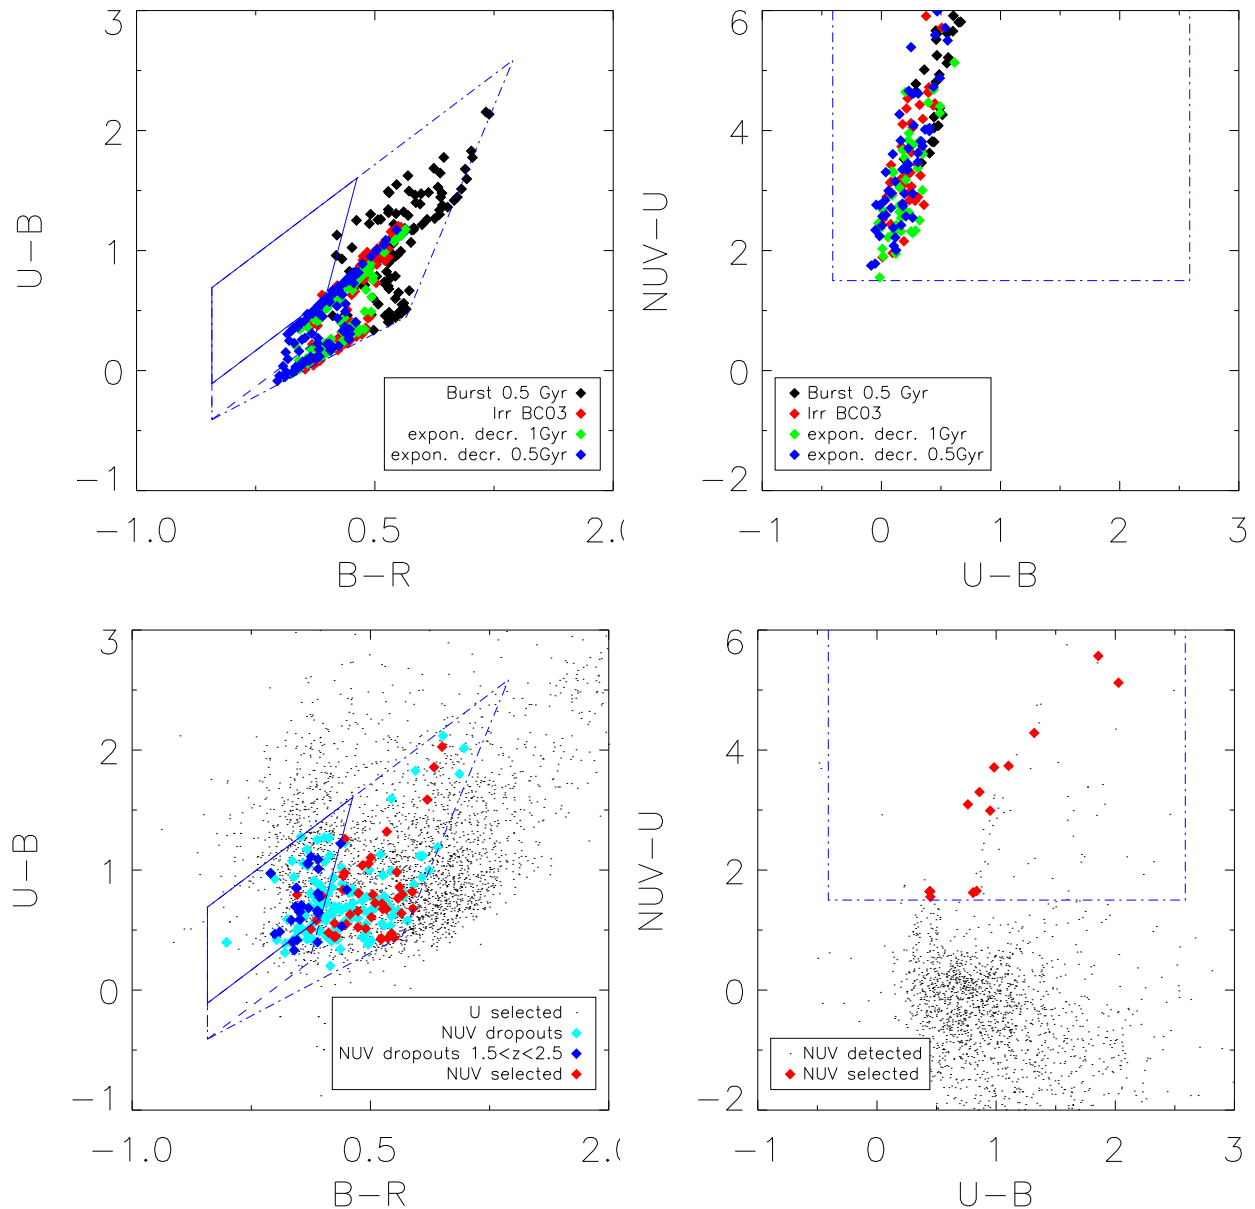 3
2
1
0
−1
U−B
−1.0 0.5 2.0
B−R
Burst 0.5 Gyr
Irr BC03
expon. decr. 1Gyr
expon. decr. 0.5Gyr
6
4
2
0
−2
NUV−U
−1 0 1 2 3
U−B
Burst 0.5 Gyr
Irr BC03
expon. decr. 1Gyr
expon. decr. 0.5Gyr
3
2
1
0
−1
U−B
−1.0 0.5 2.0
B−R
U selected
NUV dropouts
NUV dropouts 1.5<z<2.5
NUV selected
6
4
2
0
−2
NUV−U
−1 0 1 2 3
U−B
NUV detected
NUV selected